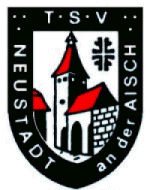 T·S·V
NEUSTADT
an der AISCH